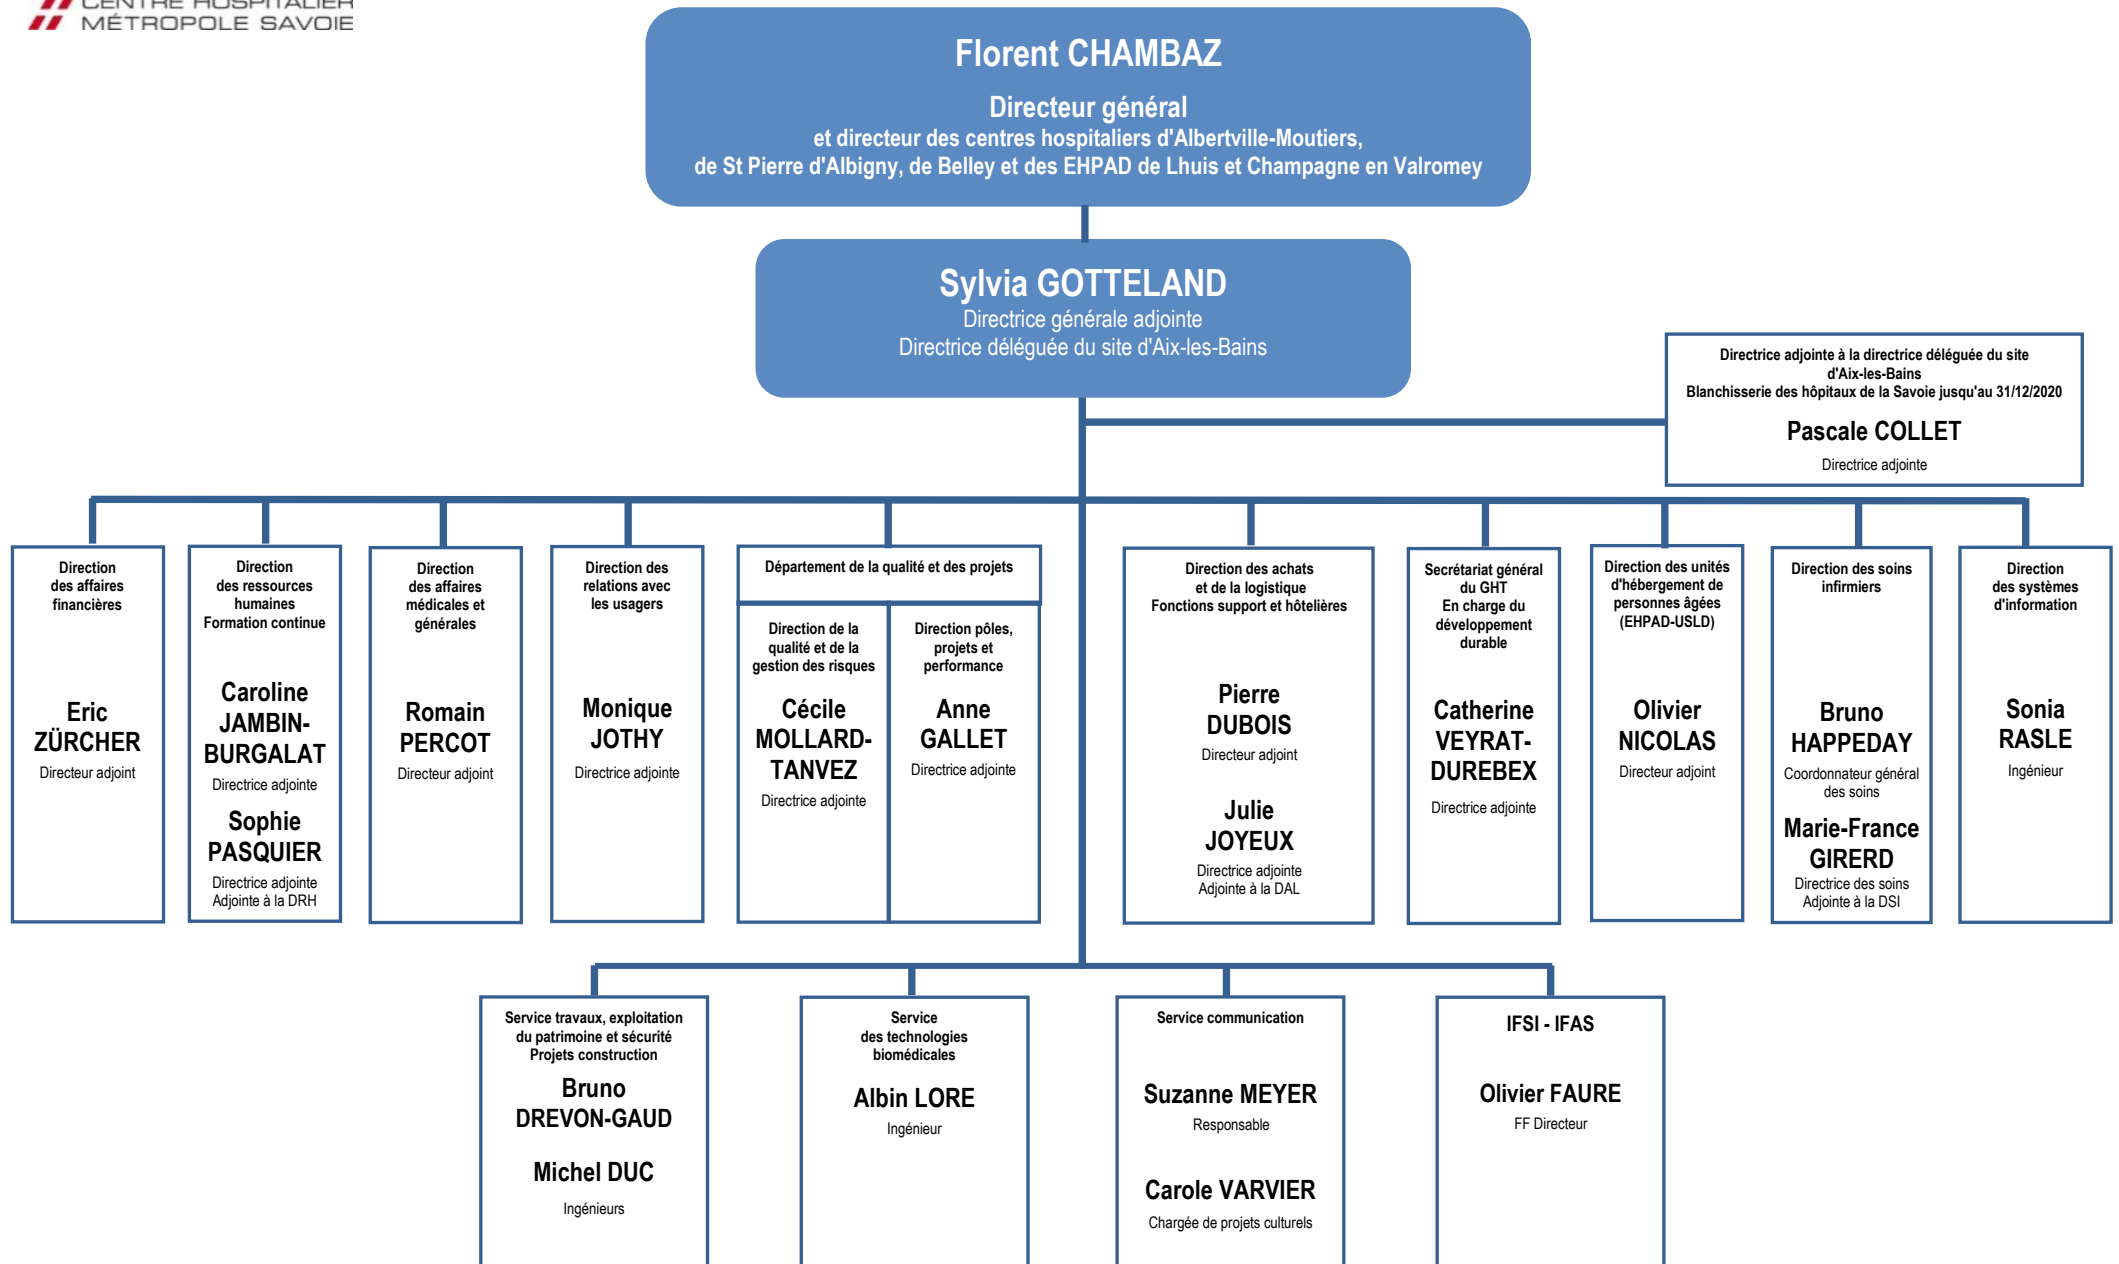 CENTRE HOSPITALIER
MÉTROPOLE SAVOIE
Florent CHAMBAZ
Directeur général
et directeur des centres hospitaliers d'Albertville-Moutiers,
de St Pierre d'Albigny, de Belley et des EHPAD de Lhuis et Champagne en Valromey
Sylvia GOTTELAND
Directrice générale adjointe
Directrice déléguée du site d'Aix-les-Bains
Directrice adjointe à la directrice déléguée du site
d'Aix-les-Bains
Blanchisserie des hôpitaux de la Savoie jusqu'au 31/12/2020
Pascale COLLET
Directrice adjointe
Direction
des affaires
financières
Eric
ZÜRCHER
Directeur adjoint
Direction
des ressources
humaines
Formation continue
Caroline
JAMBIN-
BURGALAT
Directrice adjointe
Sophie
PASQUIER
Directrice adjointe
Adjointe à la DRH
Direction
des affaires
médicales et
générales
Romain
PERCOT
Directeur adjoint
Direction des
relations avec
les usagers
Monique
JOTHY
Directrice adjointe
Département de la qualité et des projets
Direction de la
qualité et de la
gestion des risques
Cécile
MOLLARD-
TANVEZ
Directrice adjointe
Direction pôles,
projets et
performance
Anne
GALLET
Directrice adjointe
Direction des achats
et de la logistique
Fonctions support et hôtelières
Pierre
DUBOIS
Directeur adjoint
Julie
JOYEUX
Directrice adjointe
Adjointe à la DAL
Secrétariat général
du GHT
En charge du
développement
durable
Catherine
VEYRAT-
DUREBEX
Directrice adjointe
Direction des unités
d'hébergement de
personnes âgées
(EHPAD-USLD)
Olivier
NICOLAS
Directeur adjoint
Direction des soins
infirmiers
Bruno
HAPPEDAY
Coordonnateur général
des soins
Marie-France
GIRERD
Directrice des soins
Adjointe à la DSI
Direction
des systèmes
d'information
Sonia
RASLE
Ingénieur
Service travaux, exploitation
du patrimoine et sécurité
Projets construction
Bruno
DREVON-GAUD
Michel DUC
Ingénieurs
Service
des technologies
biomédicales
Albin LORE
Ingénieur
Service communication
Suzanne MEYER
Responsable
Carole VARVIER
Chargée de projets culturels
IFSI - IFAS
Olivier FAURE
FF Directeur